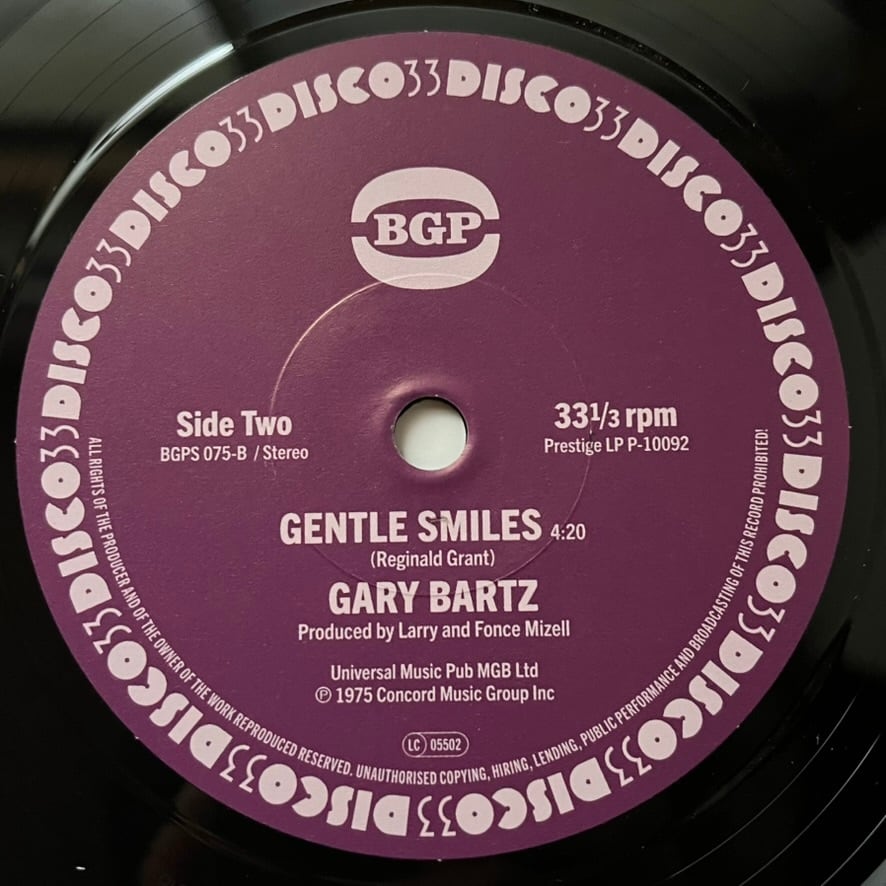 DISCO33DISCO33DISCO33DISCO33DISCO33DISCO33DISCO33DISCO33DISCO33DISCO33DISCO33DISCO33DISCO33
BGP
Side Two
BGPS 075-B / Stereo
33 1/3 rpm
Prestige LP P-10092
GENTLE SMILES 4:20
(Reginald Grant)
GARY BARTZ
Produced by Larry and Fonce Mizell
Universal Music Pub MGB Ltd
℗ 1975 Concord Music Group Inc
LC 05502
ALL RIGHTS OF THE PRODUCER AND OF THE OWNER OF THE WORK REPRODUCED RESERVED. UNAUTHORISED COPYING, HIRING, LENDING, PUBLIC PERFORMANCE AND BROADCASTING OF THIS RECORD PROHIBITED!